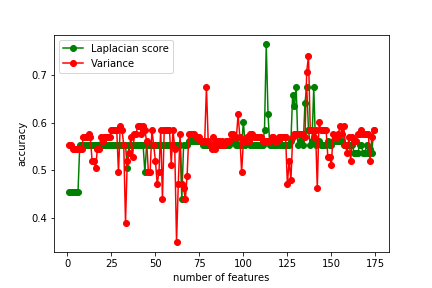 Laplacian score
Variance
0.7
0.6
0.5
0.4
accuracy
0 25 50 75 100 125 150 175
number of features